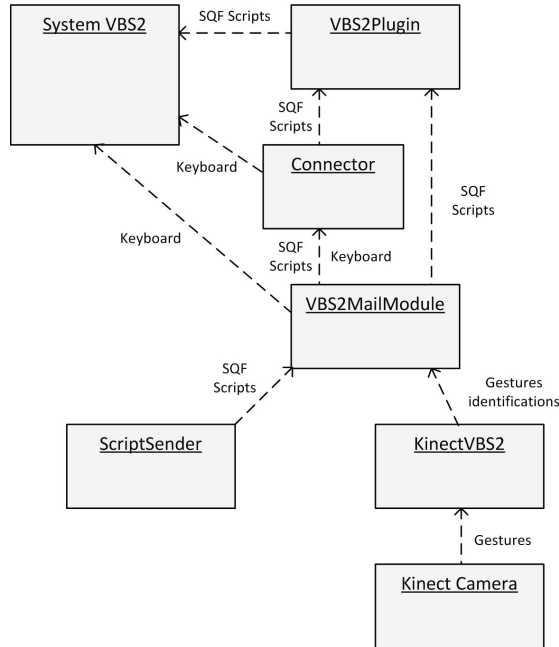 System VBS2
SQF Scripts
VBS2Plugin
SQF
Scripts
Keyboard
Connector
SQF
Scripts
Keyboard
SQF
Scripts
Keyboard
VBS2MailModule
SQF
Scripts
Gestures
identifications
ScriptSender
KinectVBS2
Gestures
Kinect Camera